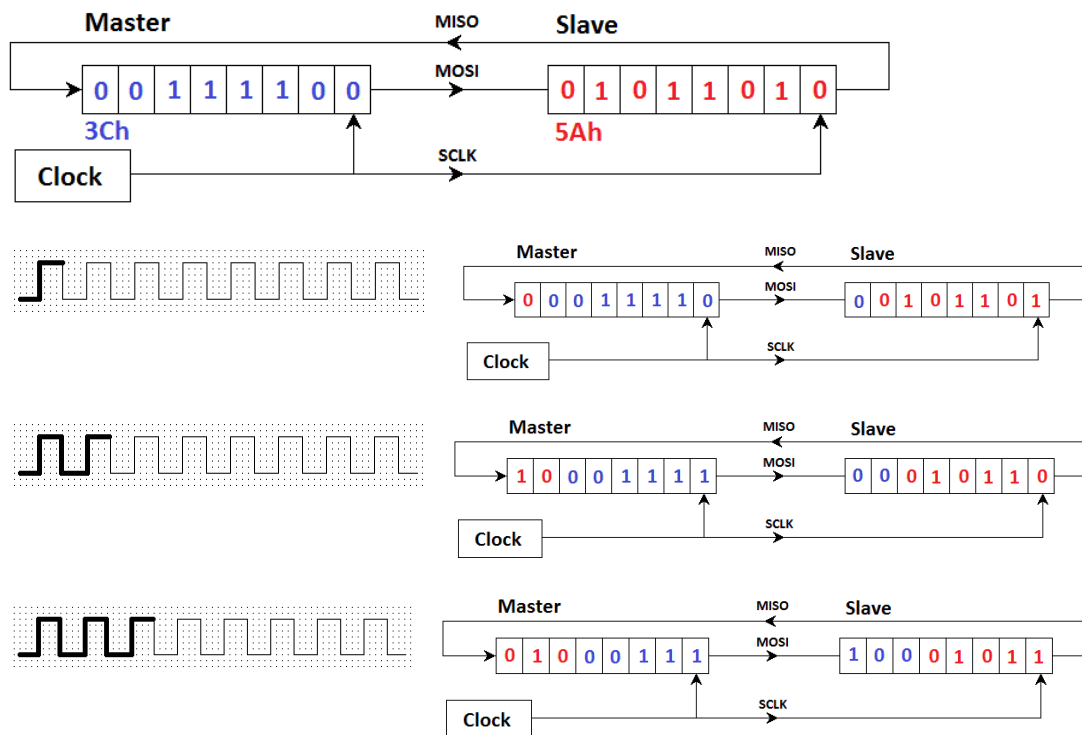 Master MISO Slave
0 0 1 1 1 1 0 0 MOSI 0 1 0 1 1 0 1 0
3Ch 5Ah
Clock SCLK
Master MISO Slave
0 0 0 1 1 1 1 0 MOSI 0 0 1 0 1 1 0 1
Clock SCLK
Master MISO Slave
1 0 0 0 1 1 1 1 MOSI 0 0 0 1 0 1 1 0
Clock SCLK
Master MISO Slave
0 1 0 0 0 1 1 1 MOSI 1 0 0 0 1 0 1 1
Clock SCLK